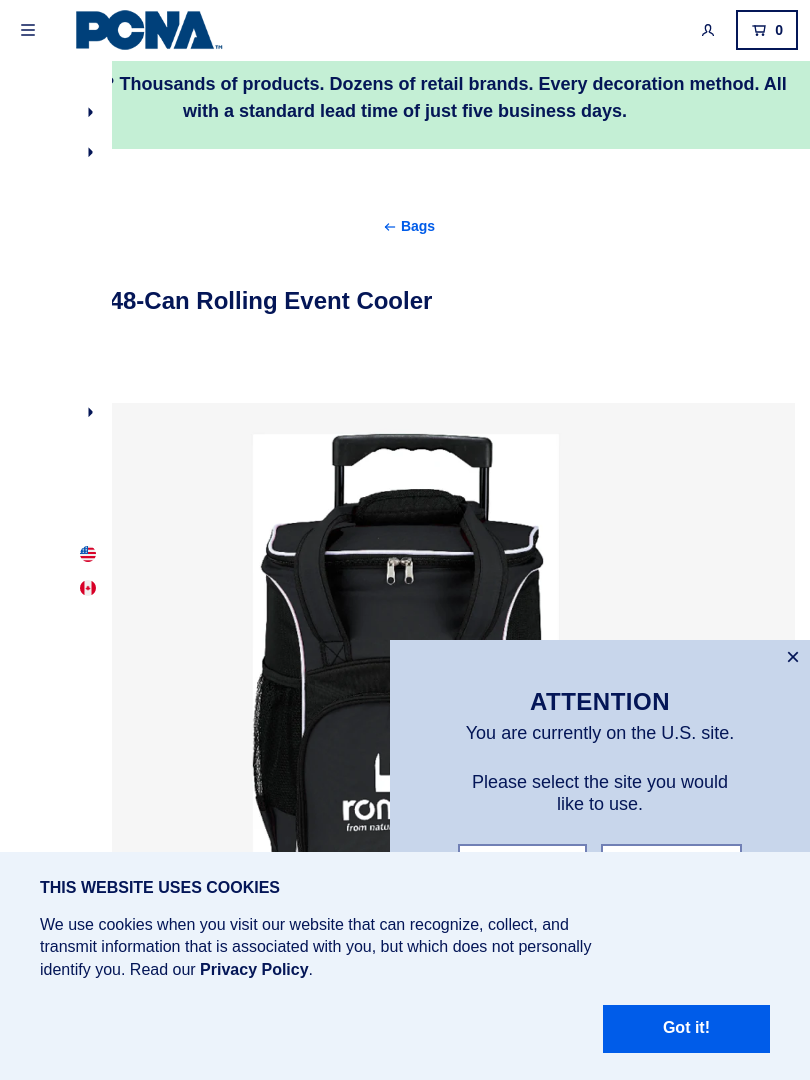 PCNA™
0
? Thousands of products. Dozens of retail brands. Every decoration method. All
with a standard lead time of just five business days.
← Bags
48-Can Rolling Event Cooler
ATTENTION
You are currently on the U.S. site.
Please select the site you would
like to use.
THIS WEBSITE USES COOKIES
We use cookies when you visit our website that can recognize, collect, and
transmit information that is associated with you, but which does not personally
identify you. Read our Privacy Policy.
Got it!